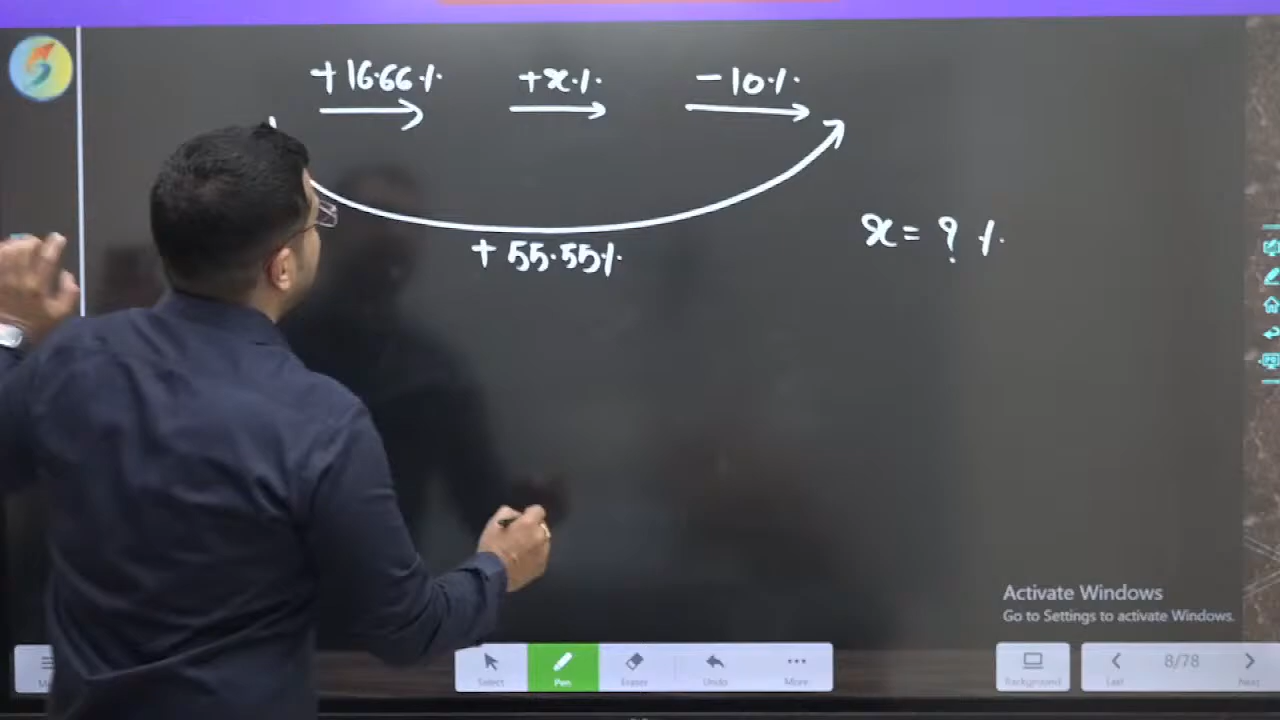 +16.66% +x% -10%
+55.55%
x = ? %
Activate Windows
Go to Settings to activate Windows.
Select Pen Eraser Undo More
Background Last 8/78 Next